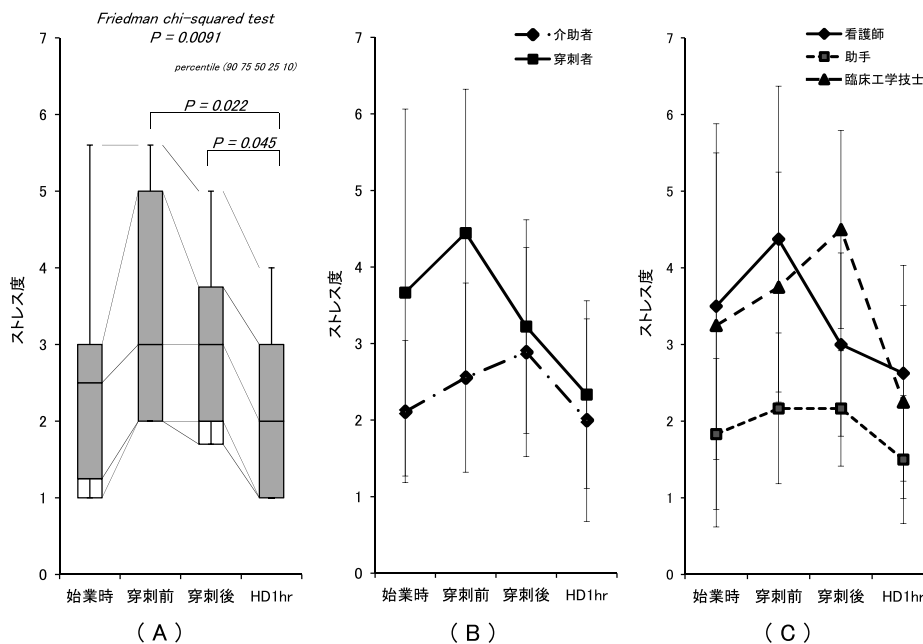 Friedman chi-squared test
P = 0.0091
percentile (90 75 50 25 10)
P = 0.022
P = 0.045
7
6
5
4
3
2
1
0
ストレス度
始業時 穿刺前 穿刺後 HD1hr
(A)
介助者
穿刺者
7
6
5
4
3
2
1
0
ストレス度
始業時 穿刺前 穿刺後 HD1hr
(B)
看護師
助手
臨床工学技士
7
6
5
4
3
2
1
0
ストレス度
始業時 穿刺前 穿刺後 HD1hr
(C)